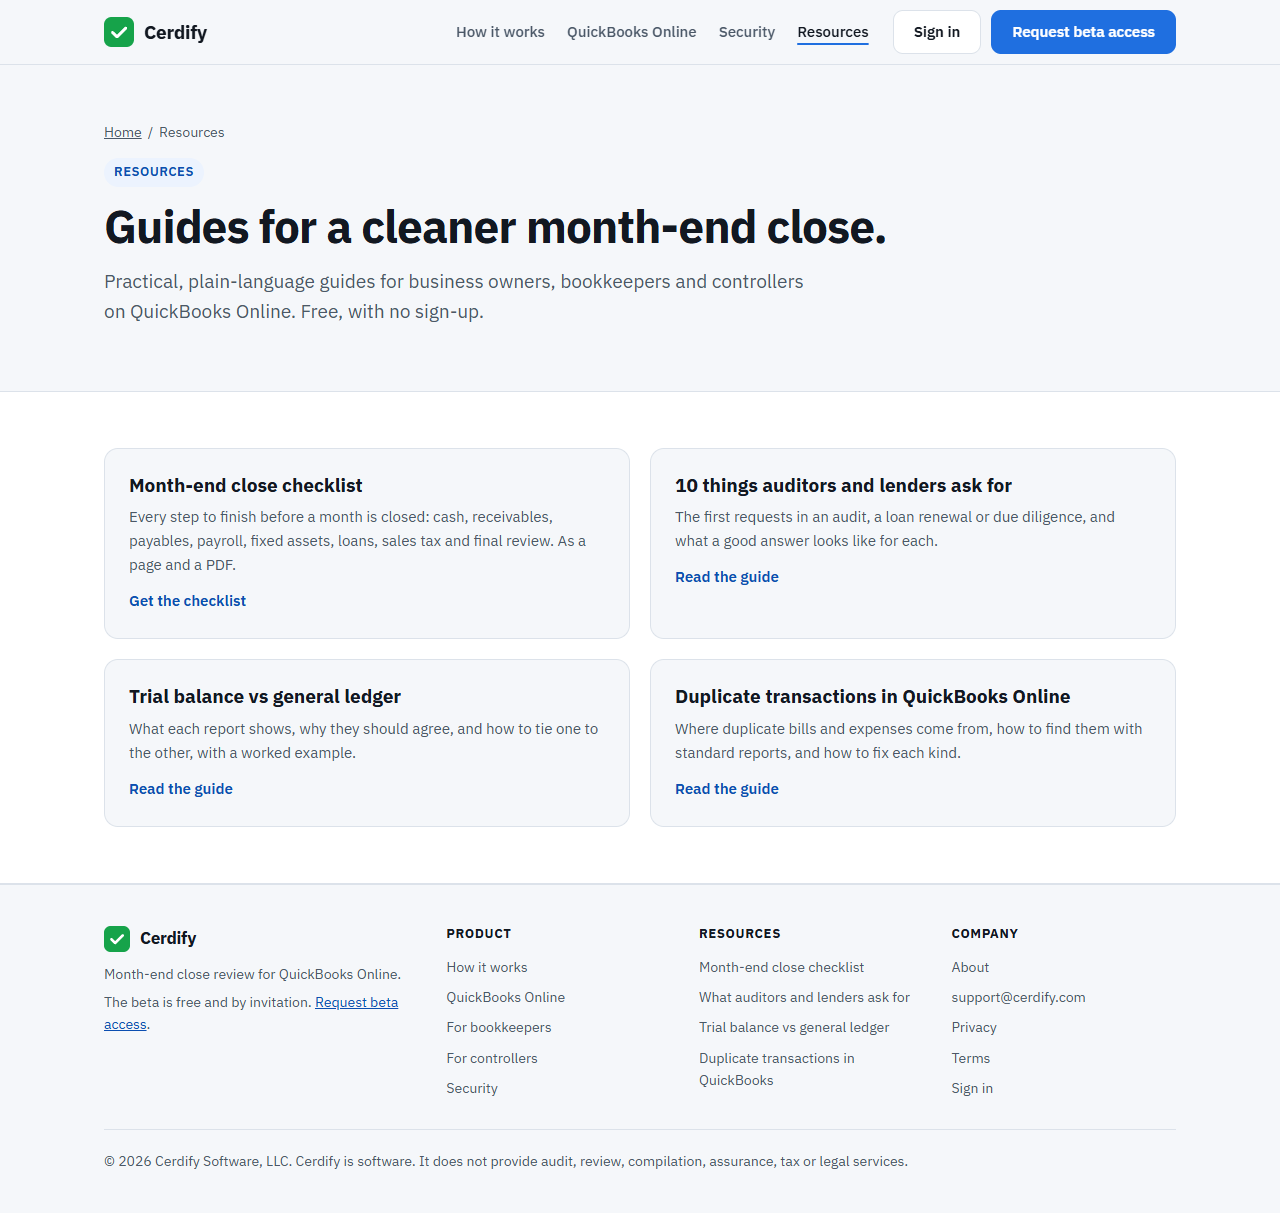 Cerdify
How it works
QuickBooks Online
Security
Resources
Sign in
Request beta access
Home / Resources
RESOURCES
Guides for a cleaner month-end close.
Practical, plain-language guides for business owners, bookkeepers and controllers
on QuickBooks Online. Free, with no sign-up.
Month-end close checklist
Every step to finish before a month is closed: cash, receivables,
payables, payroll, fixed assets, loans, sales tax and final review. As a
page and a PDF.
Get the checklist
10 things auditors and lenders ask for
The first requests in an audit, a loan renewal or due diligence, and
what a good answer looks like for each.
Read the guide
Trial balance vs general ledger
What each report shows, why they should agree, and how to tie one to
the other, with a worked example.
Read the guide
Duplicate transactions in QuickBooks Online
Where duplicate bills and expenses come from, how to find them with
standard reports, and how to fix each kind.
Read the guide
Cerdify
Month-end close review for QuickBooks Online.
The beta is free and by invitation. Request beta
access.
PRODUCT
How it works
QuickBooks Online
For bookkeepers
For controllers
Security
RESOURCES
Month-end close checklist
What auditors and lenders ask for
Trial balance vs general ledger
Duplicate transactions in
QuickBooks
COMPANY
About
support@cerdify.com
Privacy
Terms
Sign in
© 2026 Cerdify Software, LLC. Cerdify is software. It does not provide audit, review, compilation, assurance, tax or legal services.